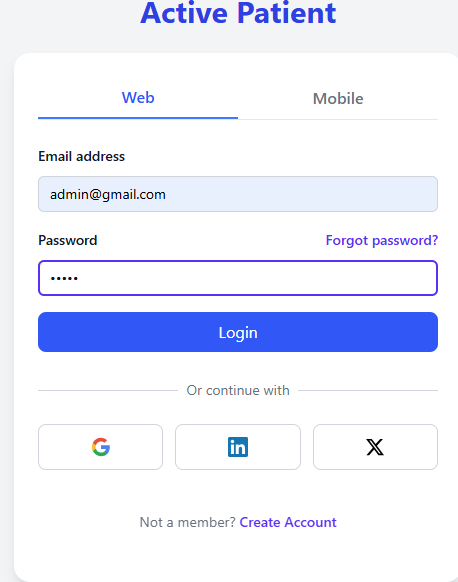 Active Patient
Web Mobile
Email address
admin@gmail.com
Password Forgot password?
•••••
Login
Or continue with
G in X
Not a member? Create Account